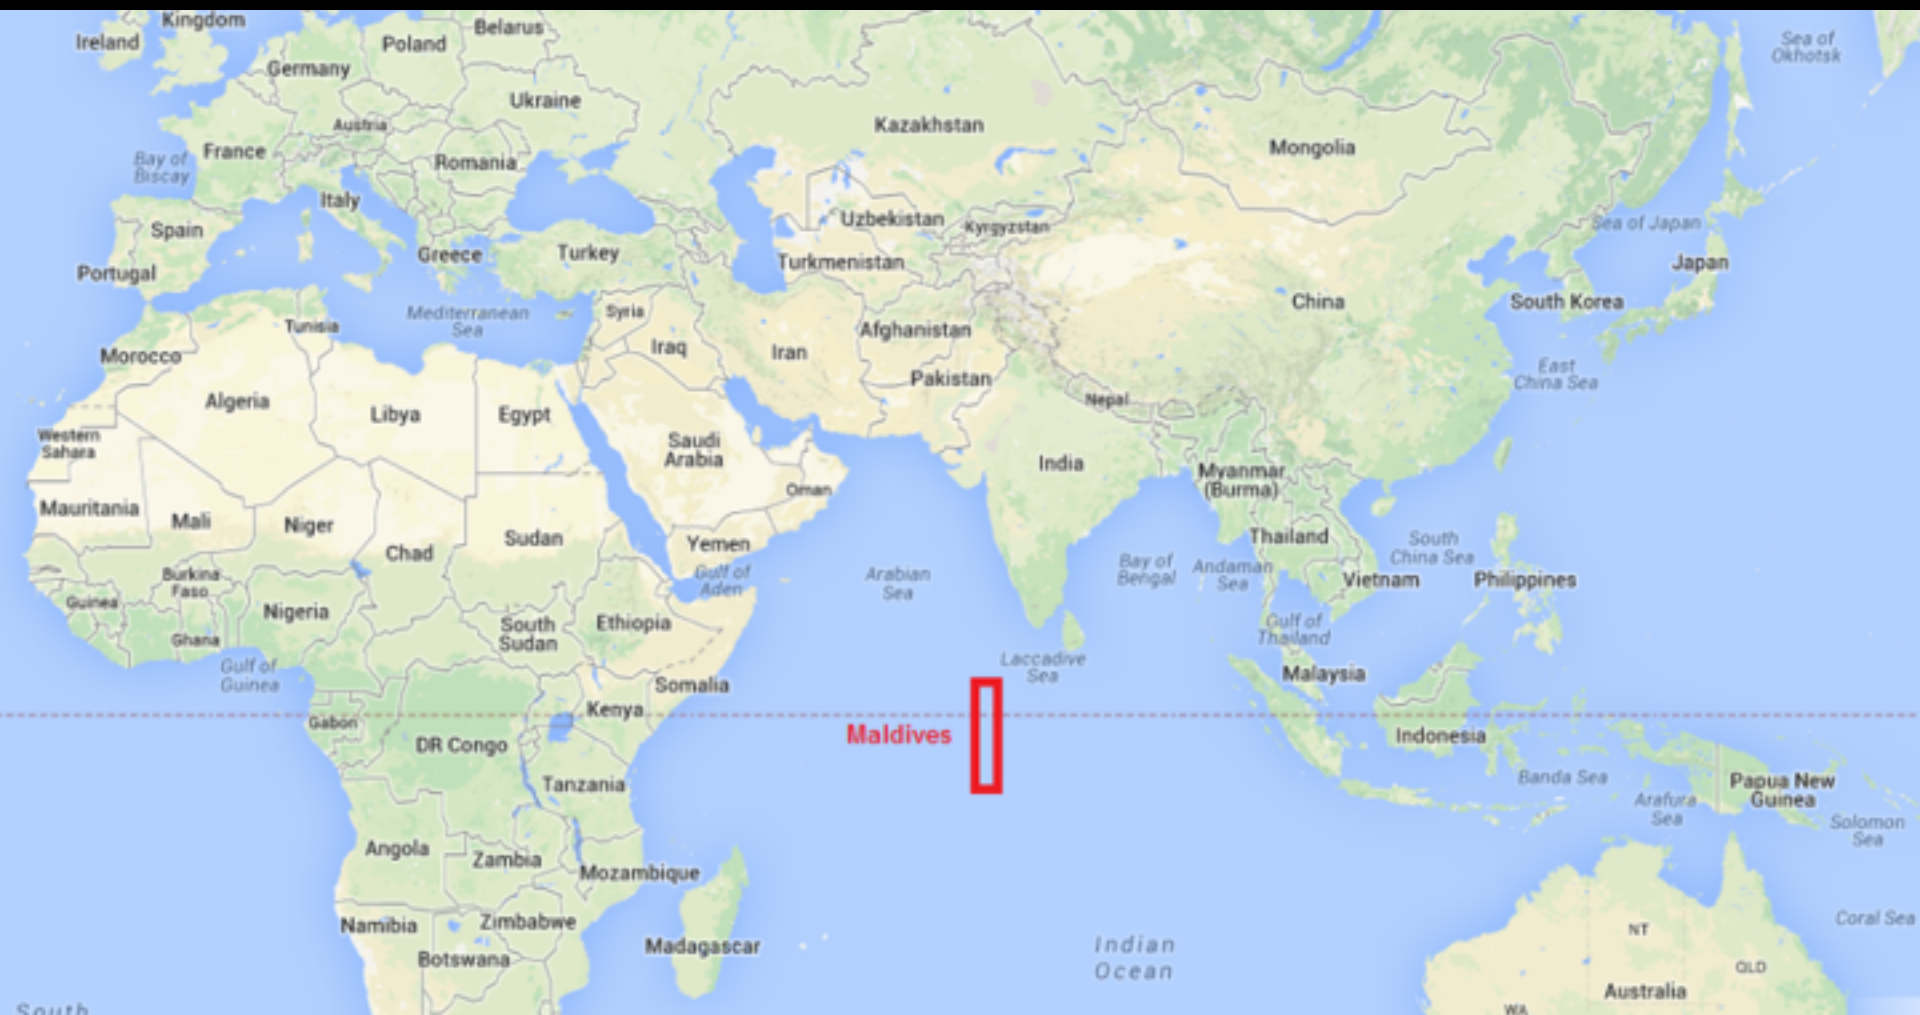 Kingdom
Ireland
Belarus
Poland
Germany
Ukraine
Austria
France
Romania
Bay of
Biscay
Italy
Spain
Greece
Turkey
Portugal
Kazakhstan
Mongolia
Sea of
Okhotsk
Uzbekistan
Kyrgyzstan
Turkmenistan
Sea of Japan
Japan
China
South Korea
Mediterranean
Sea
Tunisia
Syria
Afghanistan
Morocco
Iraq
Iran
Pakistan
Nepal
East
China Sea
Algeria
Libya
Egypt
Western
Sahara
Saudi
Arabia
India
Myanmar
(Burma)
Oman
Mauritania
Mali
Niger
Chad
Sudan
Yemen
Gulf of
Aden
Arabian
Sea
Bay of
Bengal
Andaman
Sea
Thailand
South
China Sea
Vietnam
Philippines
Burkina
Faso
Guinea
Nigeria
Ghana
South
Sudan
Ethiopia
Gulf of
Thailand
Gulf of
Guinea
Laccadive
Sea
Malaysia
Somalia
Kenya
Gabon
DR Congo
Maldives
Indonesia
Tanzania
Banda Sea
Arafura
Sea
Papua New
Guinea
Solomon
Sea
Angola
Zambia
Mozambique
Namibia
Zimbabwe
Botswana
Madagascar
Indian
Ocean
Coral Sea
NT
QLD
Australia
WA
South